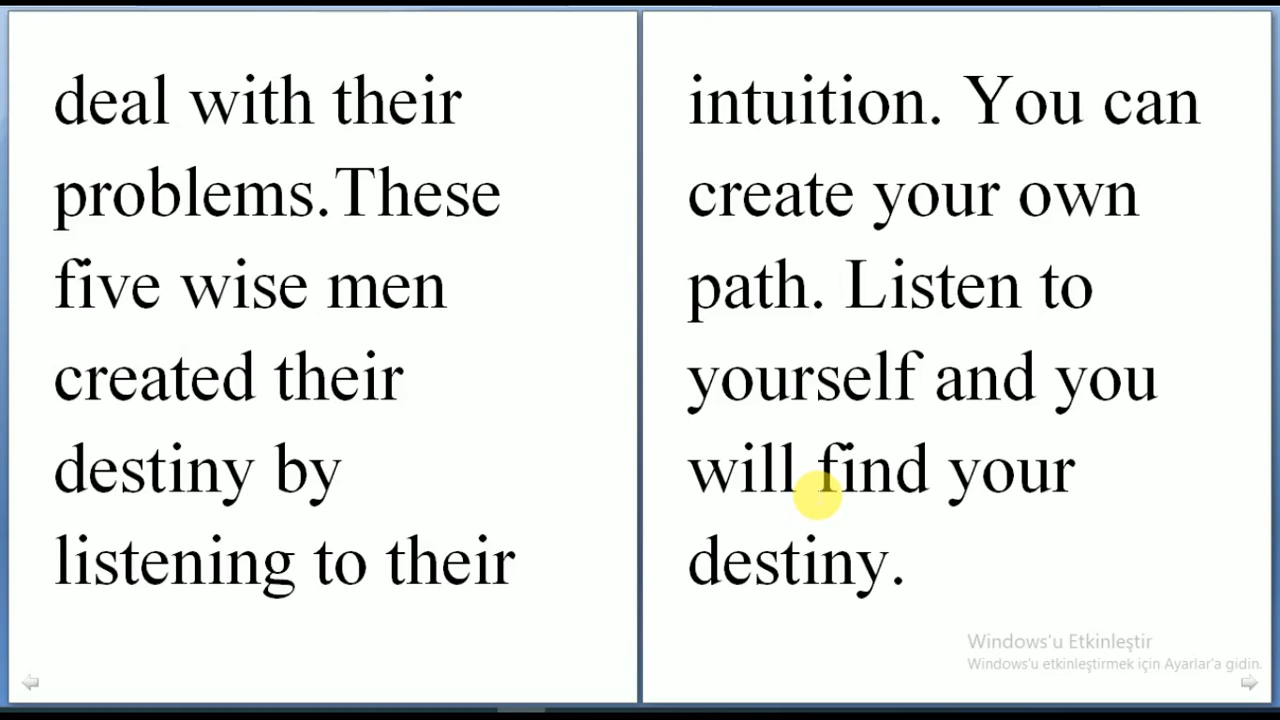 deal with their
problems.These
five wise men
created their
destiny by
listening to their
intuition. You can
create your own
path. Listen to
yourself and you
will find your
destiny.
Windows'u Etkinleştir
Windows'u etkinleştirmek için Ayarlar'a gidin.